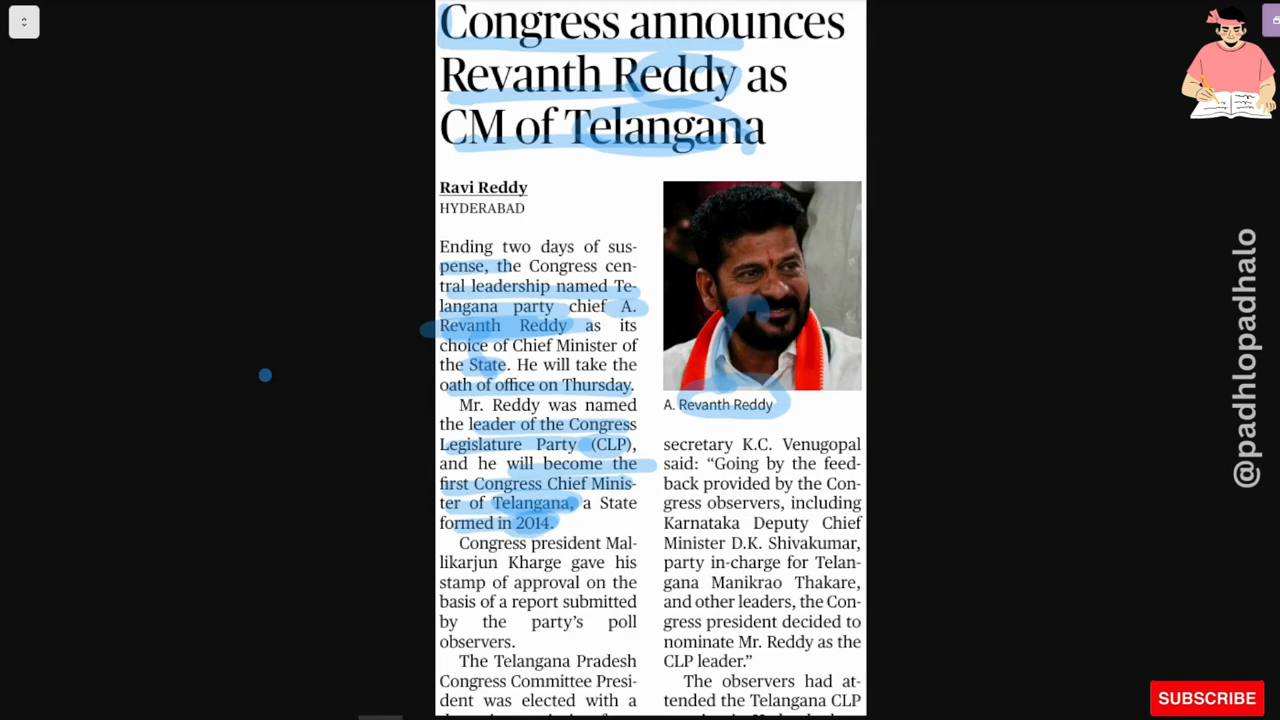 Congress announces
Revanth Reddy as
CM of Telangana
Ravi Reddy
HYDERABAD
Ending two days of sus-
pense, the Congress cen-
tral leadership named Te-
langana party chief A.
Revanth Reddy as its
choice of Chief Minister of
the State. He will take the
oath of office on Thursday.
Mr. Reddy was named
the leader of the Congress
Legislature Party (CLP),
and he will become the
first Congress Chief Minis-
ter of Telangana, a State
formed in 2014.
Congress president Mal-
likarjun Kharge gave his
stamp of approval on the
basis of a report submitted
by the party's poll
observers.
The Telangana Pradesh
Congress Committee Presi-
dent was elected with a
A. Revanth Reddy
secretary K.C. Venugopal
said: “Going by the feed-
back provided by the Con-
gress observers, including
Karnataka Deputy Chief
Minister D.K. Shivakumar,
party in-charge for Telan-
gana Manikrao Thakare,
and other leaders, the Con-
gress president decided to
nominate Mr. Reddy as the
CLP leader.”
The observers had at-
tended the Telangana CLP
@padhlopadhalo
SUBSCRIBE